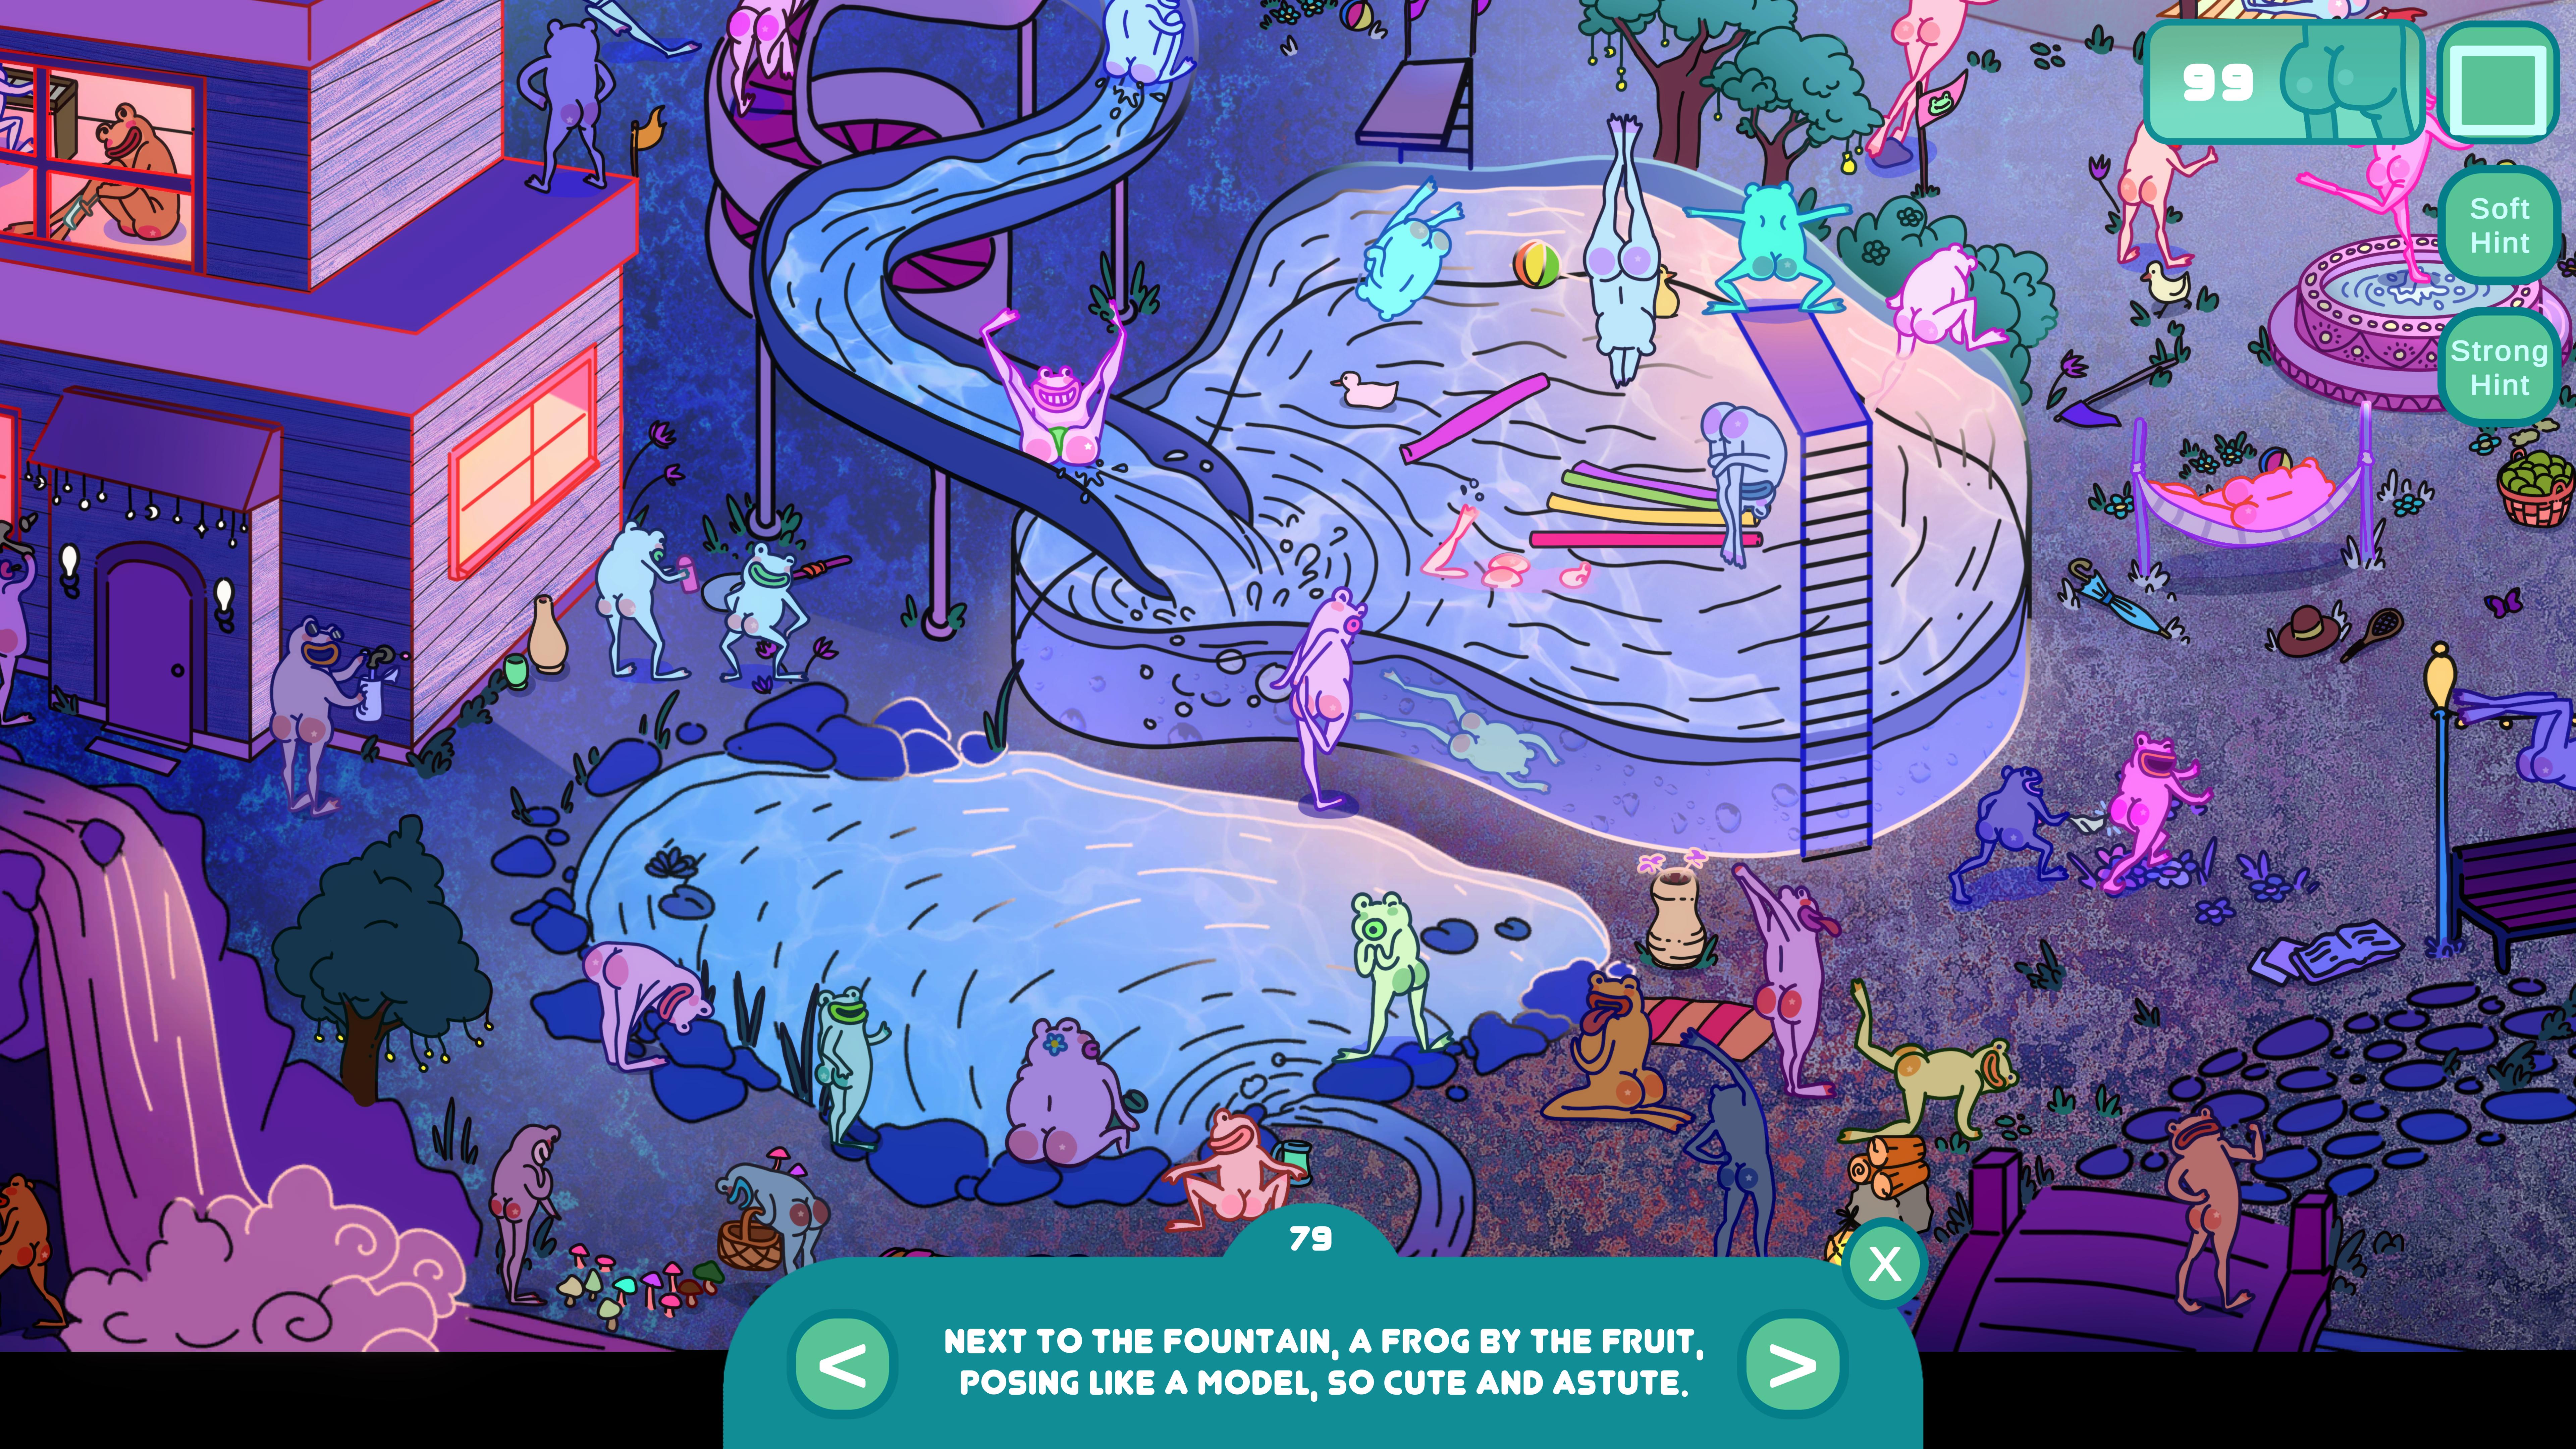 99
Soft
Hint
Strong
Hint
79
NEXT TO THE FOUNTAIN, A FROG BY THE FRUIT,
POSING LIKE A MODEL, SO CUTE AND ASTUTE.
X
<
>